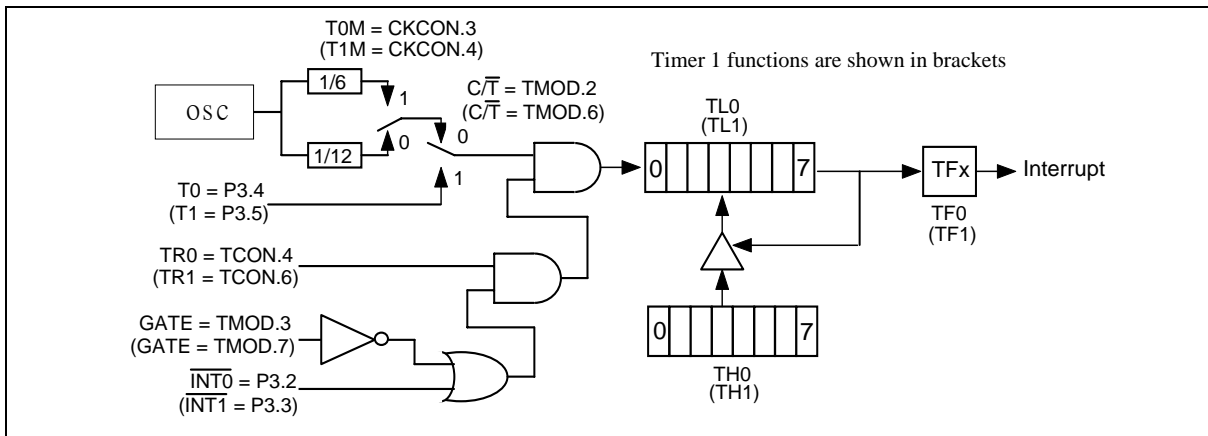 T0M = CKCON.3
(T1M = CKCON.4)
Timer 1 functions are shown in brackets
1/6
1
C/T̅ = TMOD.2
(C/T̅ = TMOD.6)
OSC
TL0
(TL1)
0
0
1/12
1
0
7
TFx
Interrupt
T0 = P3.4
(T1 = P3.5)
TF0
(TF1)
TR0 = TCON.4
(TR1 = TCON.6)
GATE = TMOD.3
(GATE = TMOD.7)
0
7
I̅N̅T̅0̅ = P3.2
(I̅N̅T̅1̅ = P3.3)
TH0
(TH1)